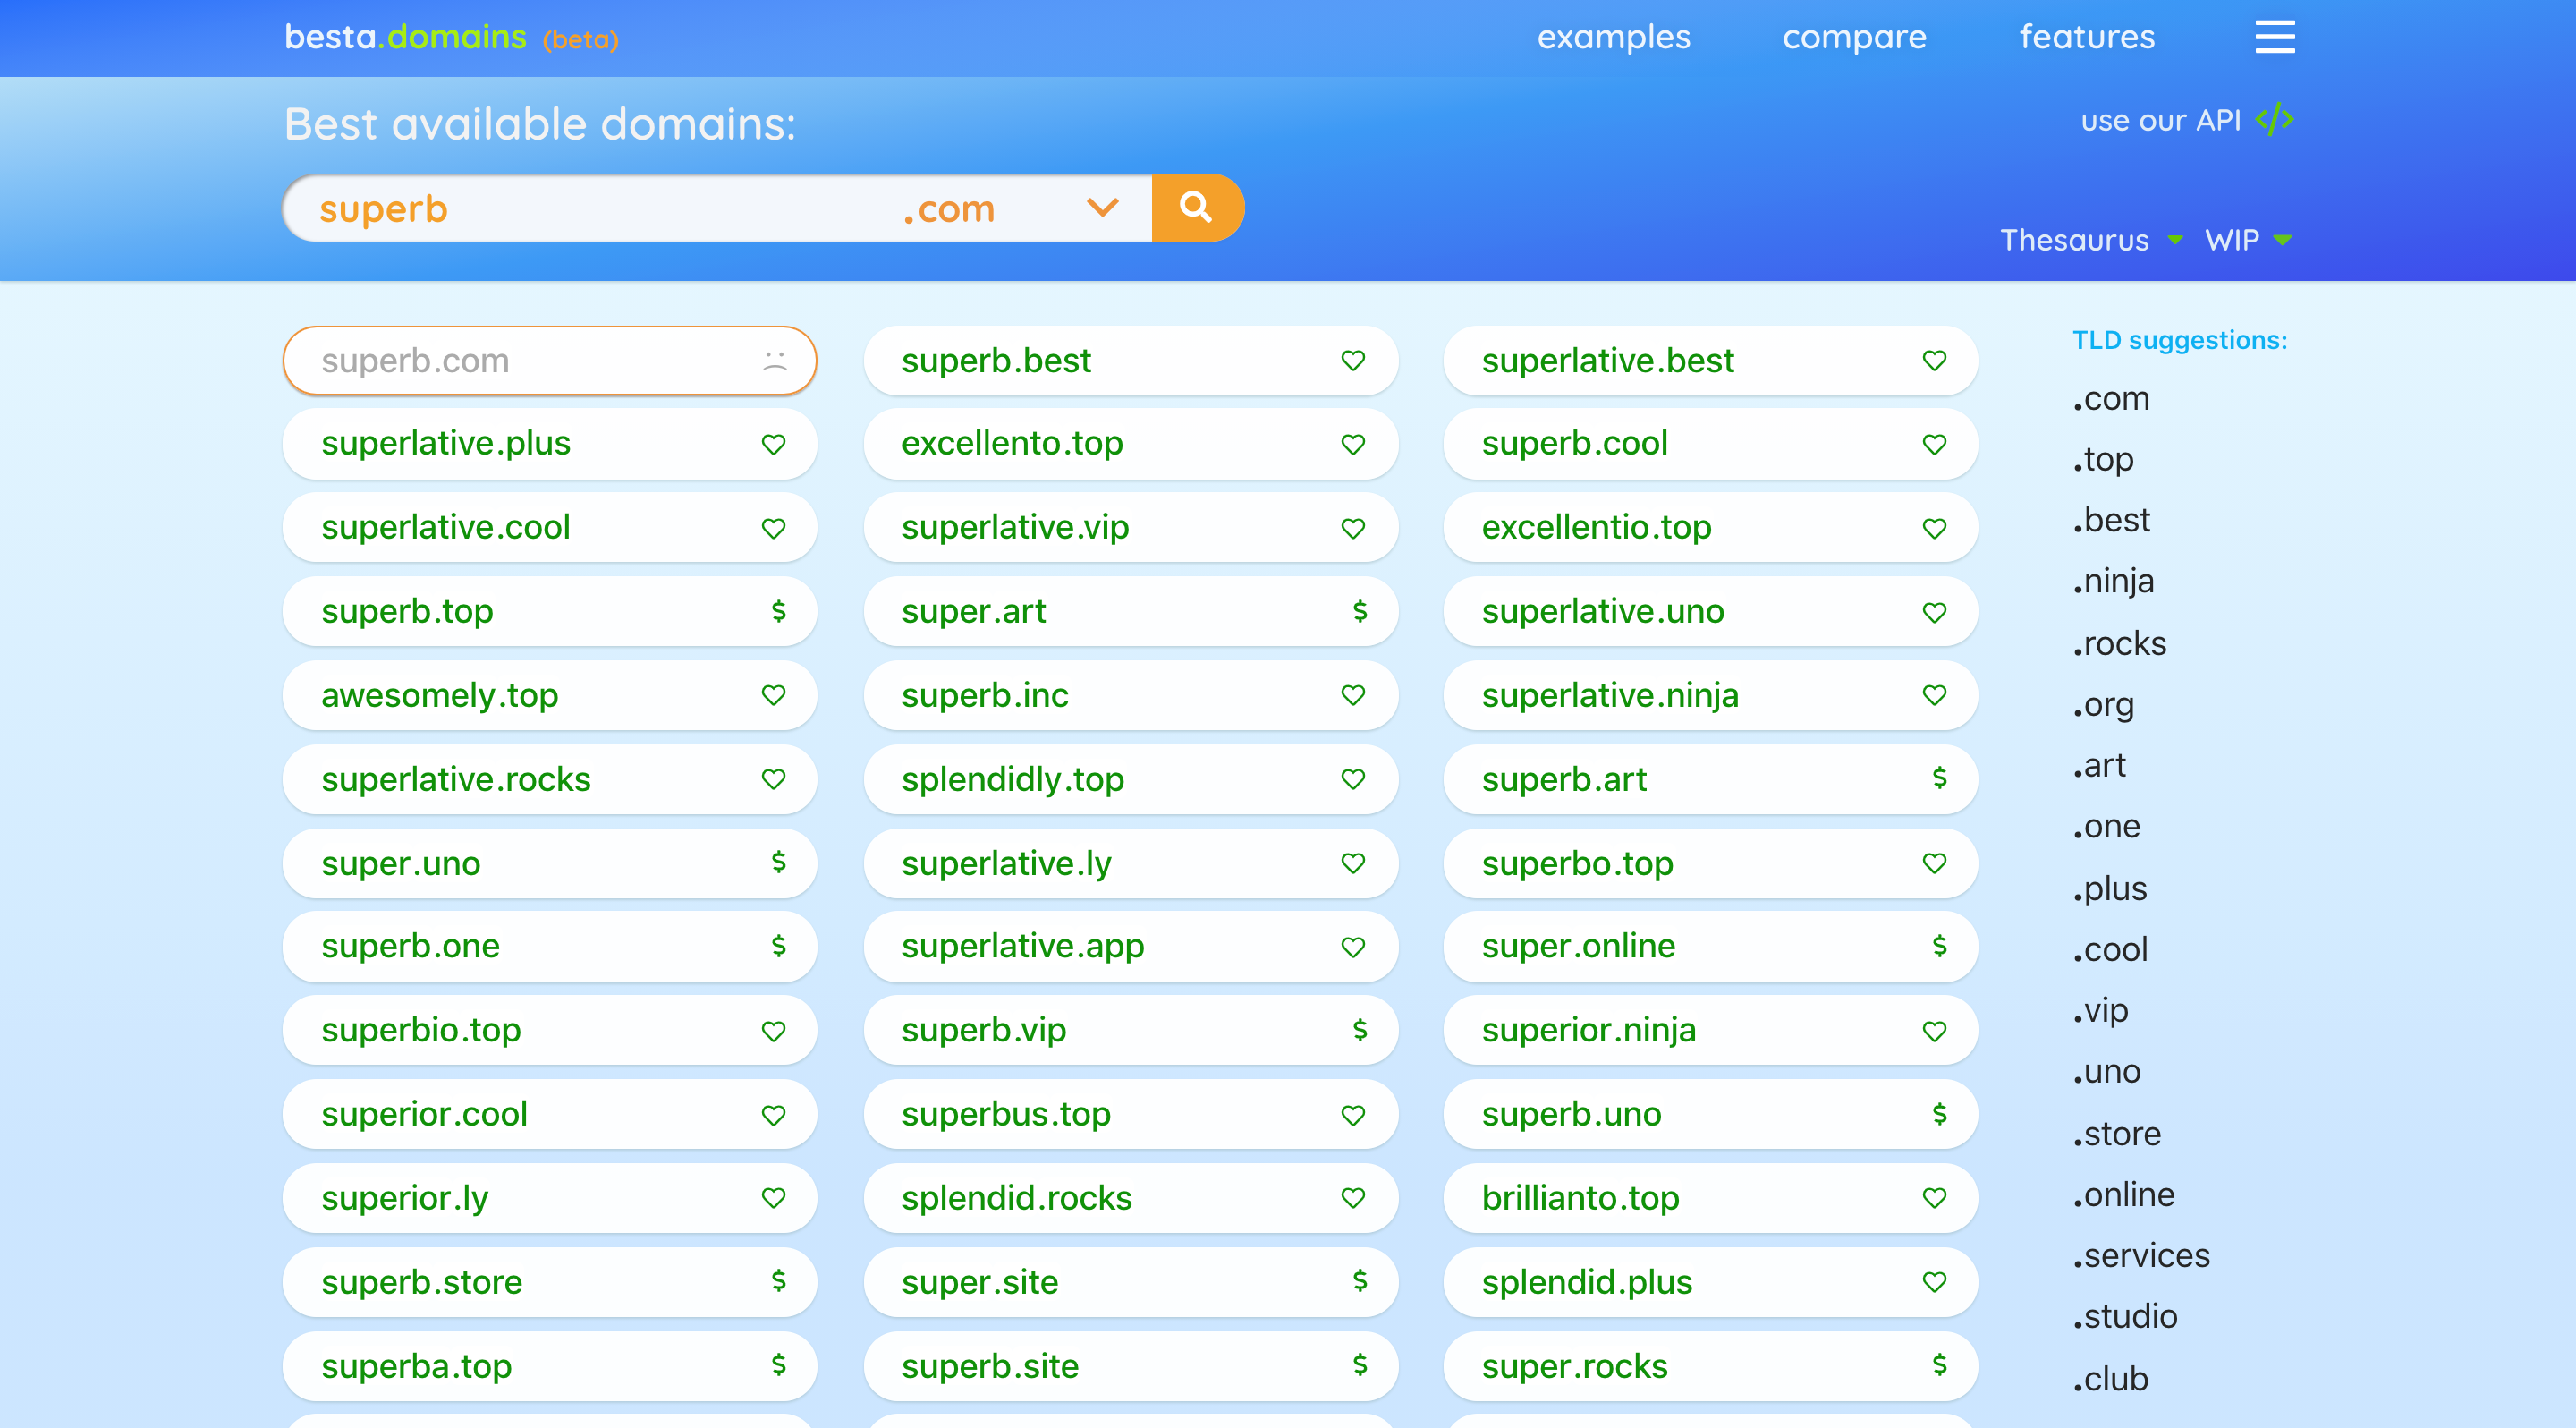 besta.domains (beta)
examples
compare
features
Best available domains:
use our API </>
superb
.com
Thesaurus
WIP
superb.com
superb.best
superlative.best
superlative.plus
excellento.top
superb.cool
superlative.cool
superlative.vip
excellentio.top
superb.top $
super.art $
superlative.uno
awesomely.top
superb.inc
superlative.ninja
superlative.rocks
splendidly.top
superb.art $
super.uno $
superlative.ly
superbo.top
superb.one $
superlative.app
super.online $
superbio.top
superb.vip $
superior.ninja
superior.cool
superbus.top
superb.uno $
superior.ly
splendid.rocks
brillianto.top
superb.store $
super.site $
splendid.plus
superba.top $
superb.site $
super.rocks $
TLD suggestions:
.com
.top
.best
.ninja
.rocks
.org
.art
.one
.plus
.cool
.vip
.uno
.store
.online
.services
.studio
.club